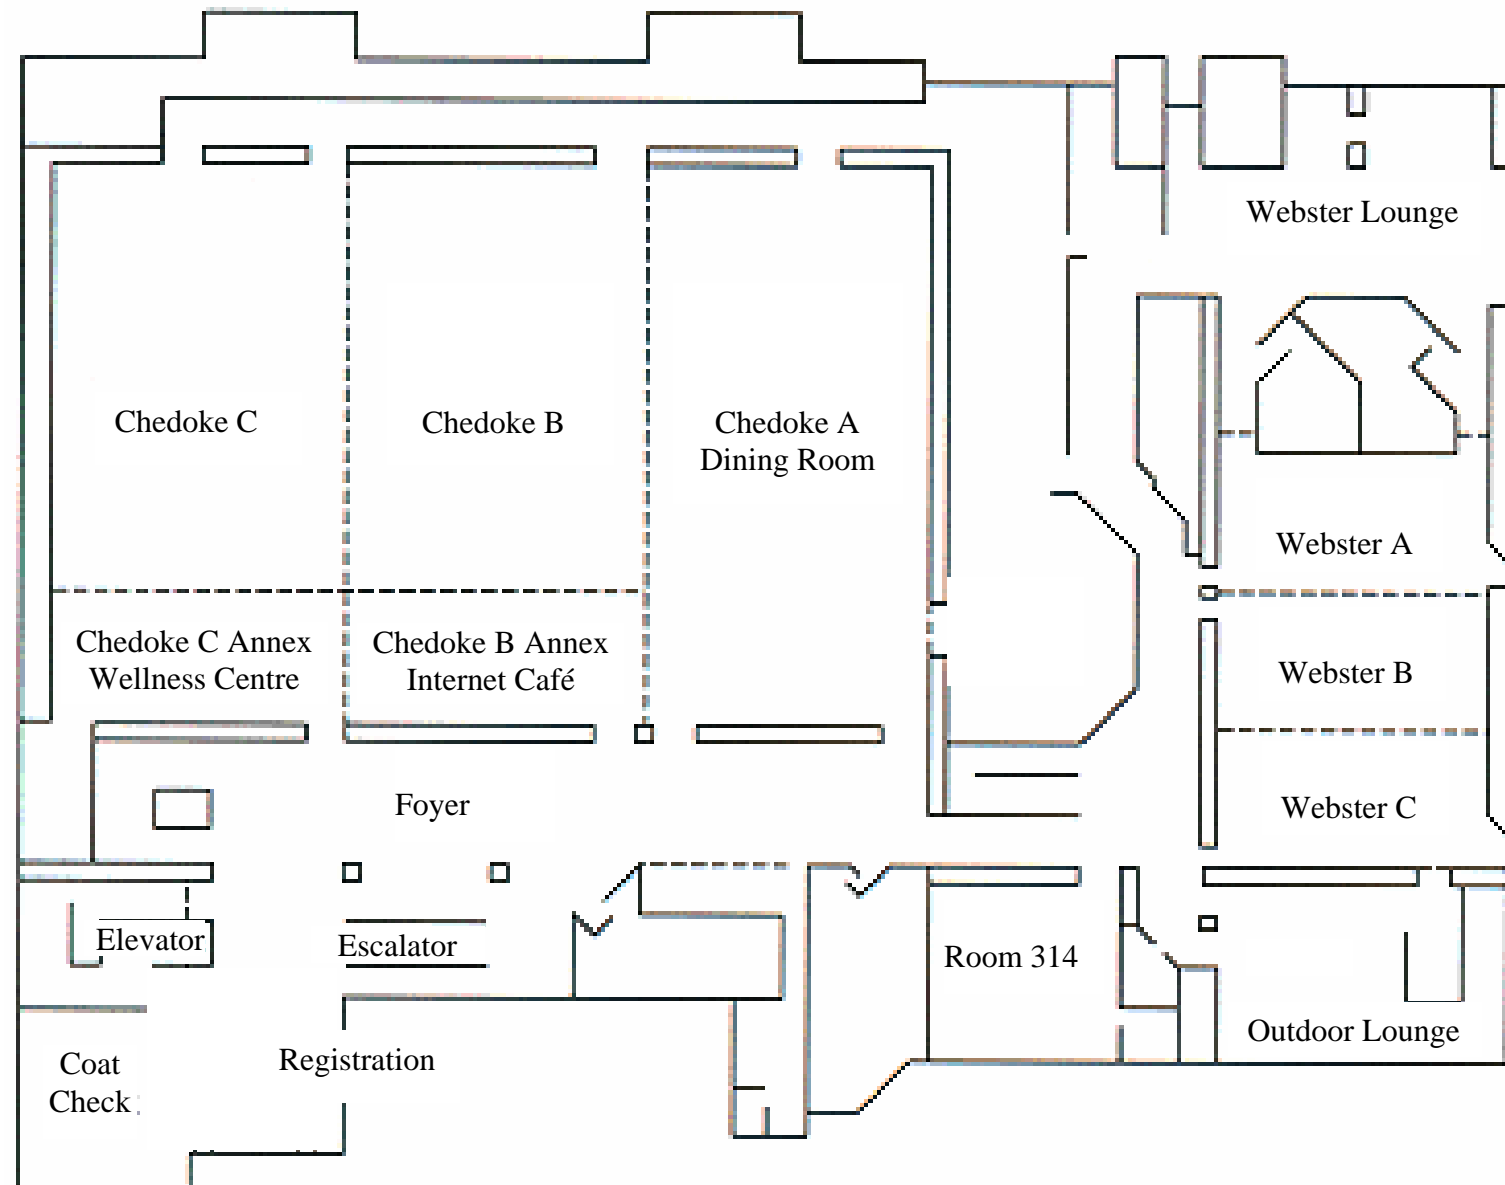 Webster Lounge
Chedoke C
Chedoke B
Chedoke A
Dining Room
Webster A
Chedoke C Annex
Wellness Centre
Chedoke B Annex
Internet Café
Webster B
Foyer
Webster C
Elevator
Escalator
Room 314
Outdoor Lounge
Coat
Check
Registration